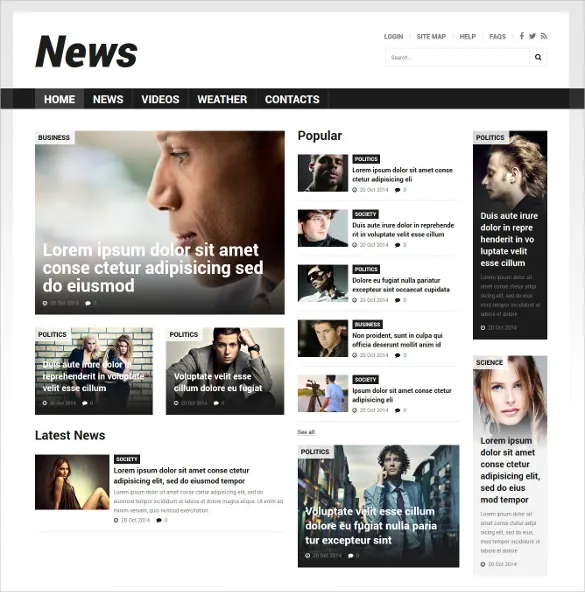 News
LOGIN
SITE MAP
HELP
FAQS
Search...
HOME
NEWS
VIDEOS
WEATHER
CONTACTS
BUSINESS
Lorem ipsum dolor sit amet
conse ctetur adipisicing sed
do eiusmod
20 Oct 2014 0
POLITICS
Duis aute irure dolor in
reprehenderit in voluptate
velit esse cillum
20 Oct 2014 0
POLITICS
Voluptate velit esse
cillum dolore eu fugiat
20 Oct 2014 0
Latest News
SOCIETY
Lorem ipsum dolor sit amet conse ctetur
adipisicing elit, sed do eiusmod tempor
Lorem ipsum dolor sit amet conse ctetur adipisicing elit, sed do
eiusmod tempor incididunt ut labore et dolore magna aliqua. Ut enim ad
minim veniam, quis nostrud exercitation.
20 Oct 2014 0
Popular
POLITICS
Lorem ipsum dolor sit amet conse
ctetur adipisicing eli
20 Oct 2014 0
SOCIETY
Duis aute irure dolor in reprehende
rit in voluptate velit esse cillum
20 Oct 2014 0
POLITICS
Dolore eu fugiat nulla pariatur
excepteur sint occaecat cupidata
20 Oct 2014 0
BUSINESS
Non proident, sunt in culpa qui
officia deserunt mollit anim id
20 Oct 2014 0
SOCIETY
Ipsum dolor sit amet conse ctetur
adipisicing eli
20 Oct 2014 0
See all
POLITICS
Voluptate velit esse cillum
dolore eu fugiat nulla paria
tur excepteur sint
20 Oct 2014 0
POLITICS
Duis aute irure
dolor in repre
henderit in vo
luptate velit
esse cillum
Lorem ipsum dolor sit
amet conse ctetur adipi
sicing elit, sed do eius
mod tempor incididunt ut
labore et dolore
20 Oct 2014
SCIENCE
Lorem ipsum
dolor sit amet
conse ctetur
adipisicing elit,
sed do eius
mod tempor
Lorem ipsum dolor sit
amet conse ctetur adipi
sicing elit, sed do eius
mod tempor incididunt ut
labore et dolore
20 Oct 2014